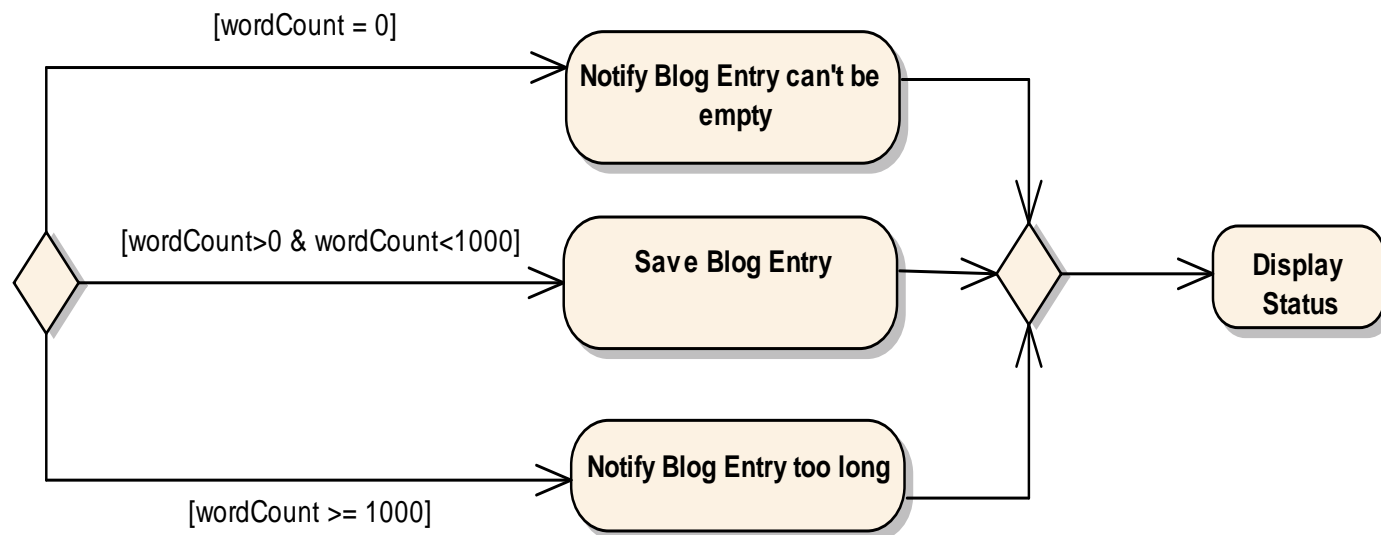 [wordCount = 0]
Notify Blog Entry can't be
empty
[wordCount>0 & wordCount<1000]
Save Blog Entry
Display
Status
Notify Blog Entry too long
[wordCount >= 1000]